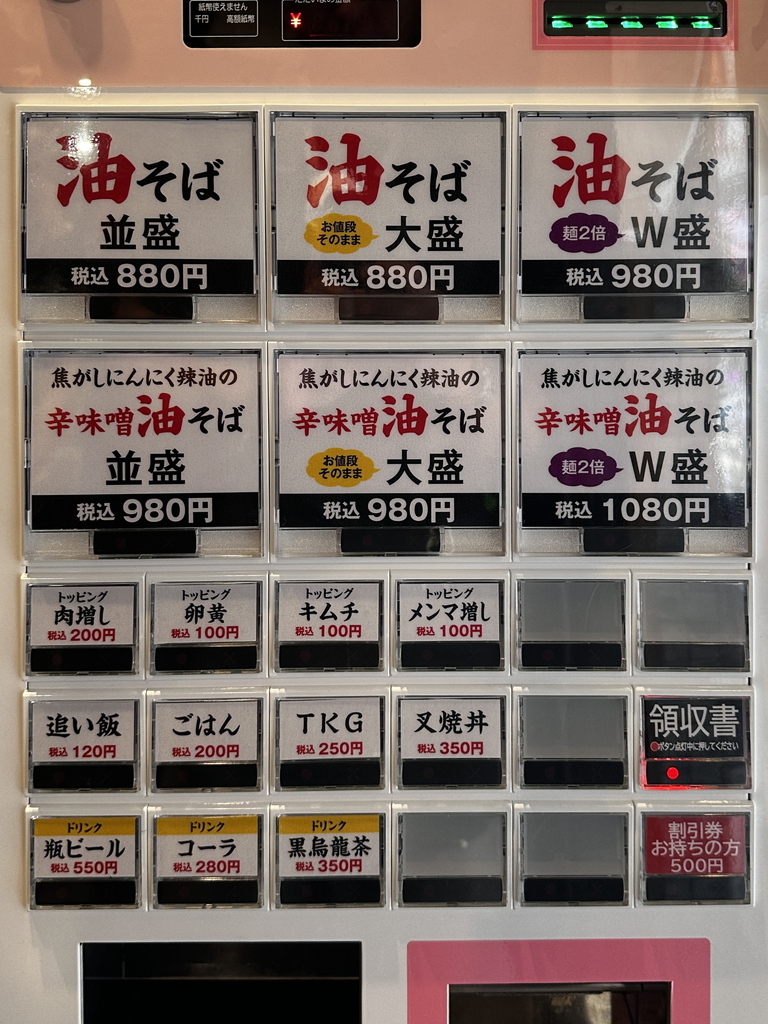 紙幣使えません
千円 高額紙幣
¥
油そば
並盛
税込 880円
油そば
お値段
そのまま
大盛
税込 880円
油そば
麺2倍
W盛
税込 980円
焦がしにんにく辣油の
辛味噌油そば
並盛
税込 980円
焦がしにんにく辣油の
辛味噌油そば
お値段
そのまま
大盛
税込 980円
焦がしにんにく辣油の
辛味噌油そば
麺2倍
W盛
税込 1080円
トッピング
肉増し
税込 200円
トッピング
卵黄
税込 100円
トッピング
キムチ
税込 100円
トッピング
メンマ増し
税込 100円
追い飯
税込 120円
ごはん
税込 200円
TKG
税込 250円
叉焼丼
税込 350円
領収書
●ボタン点灯中に押してください
ドリンク
瓶ビール
税込 550円
ドリンク
コーラ
税込 280円
ドリンク
黒烏龍茶
税込 350円
割引券
お持ちの方
500円